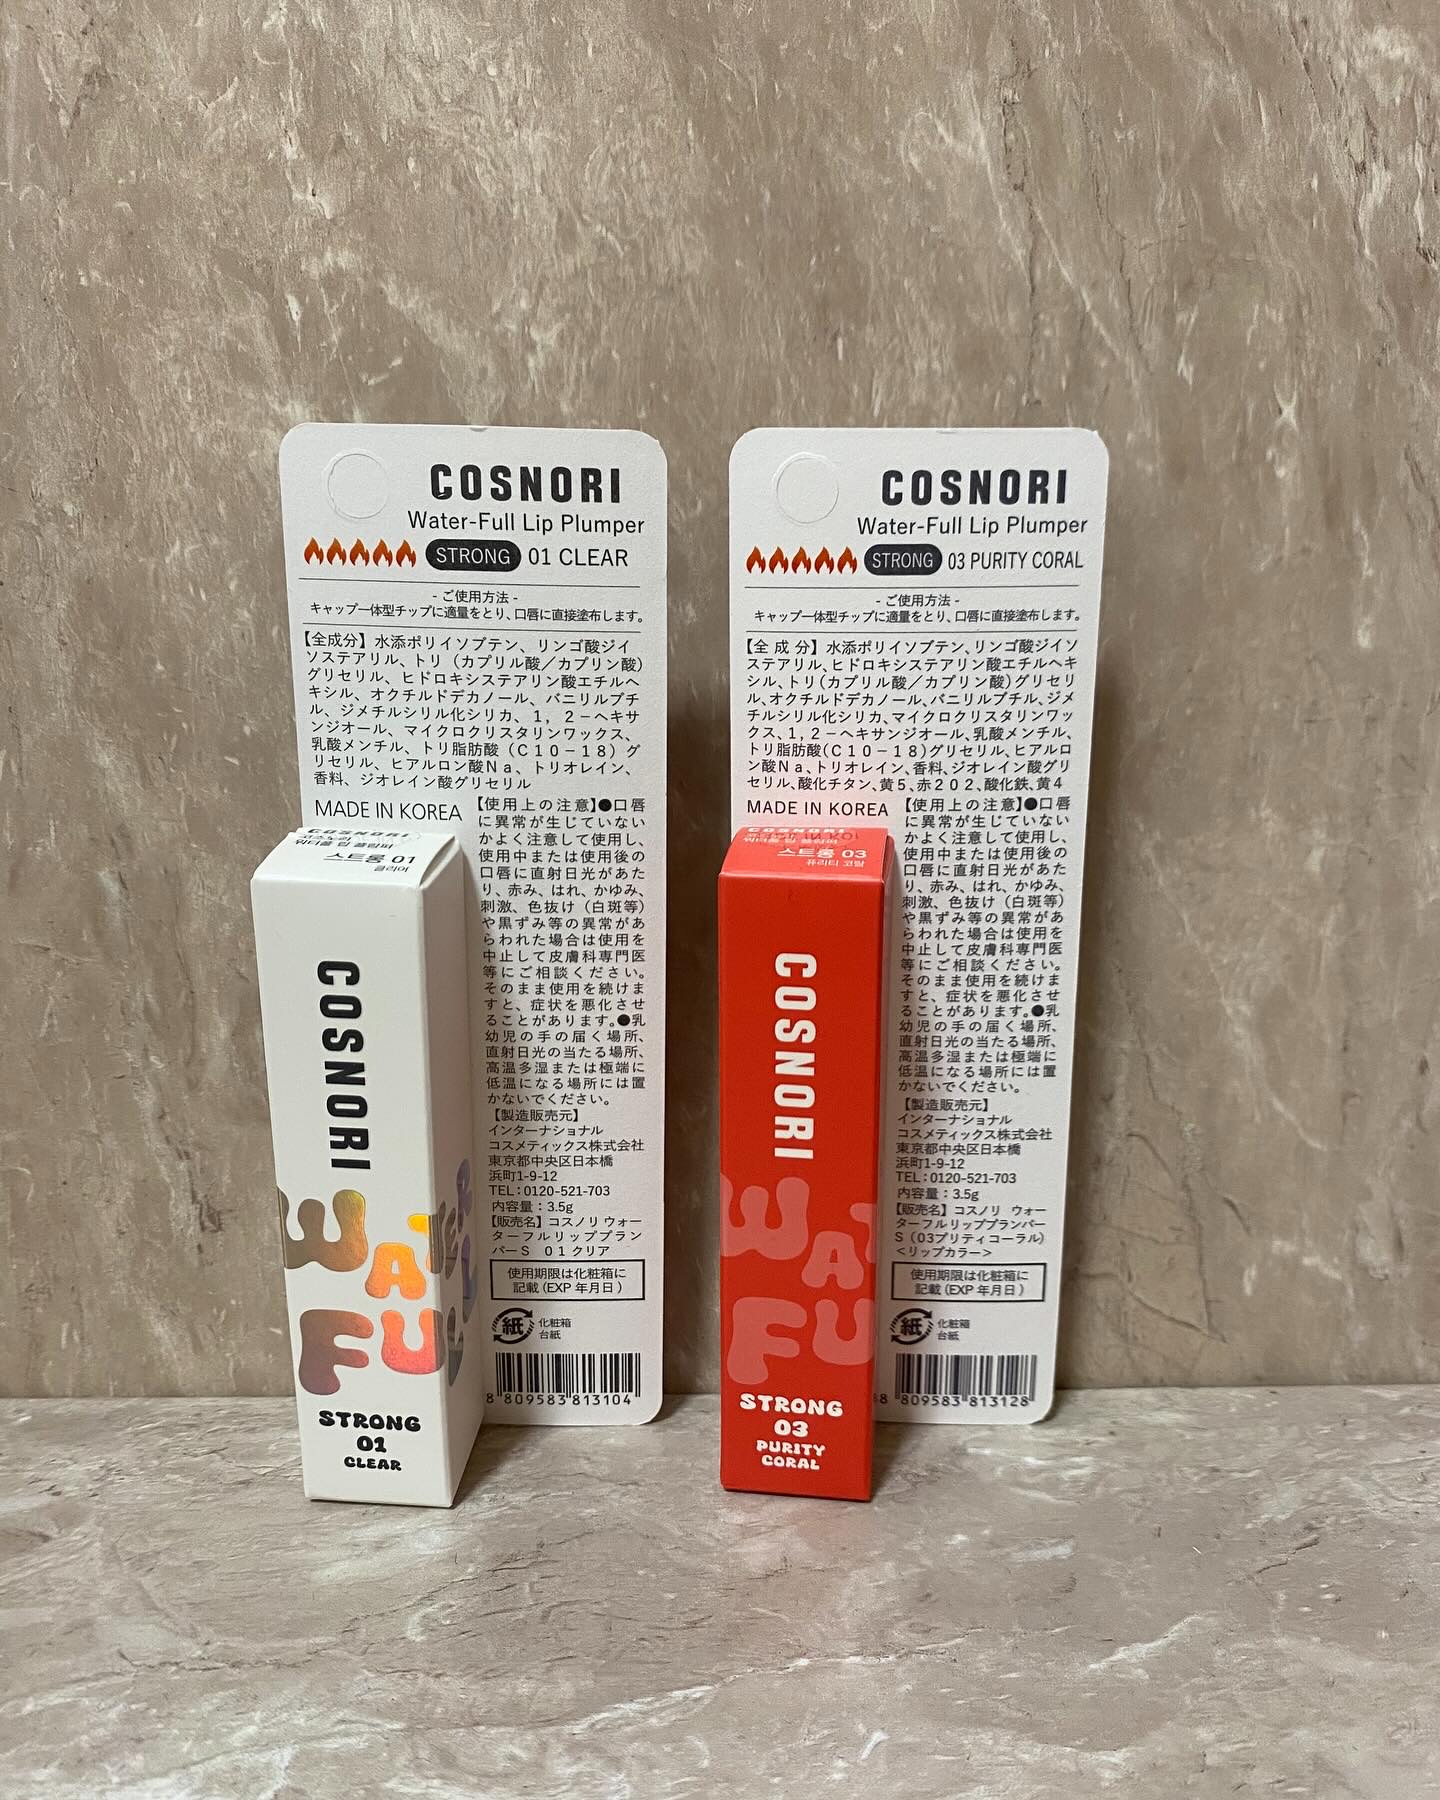 COSNORI
Water-Full Lip Plumper
STRONG 01 CLEAR
- ご使用方法 -
キャップ一体型チップに適量をとり、口唇に直接塗布します。
【全成分】水添ポリイソブテン、リンゴ酸ジイ
ソステアリル、トリ（カプリル酸／カプリン酸）
グリセリル、ヒドロキシステアリン酸エチルヘ
キシル、オクチルドデカノール、バニリルブチ
ル、ジメチルシリル化シリカ、1，2－ヘキサ
ンジオール、マイクロクリスタリンワックス、
乳酸メンチル、トリ脂肪酸（C10－18）グ
リセリル、ヒアルロン酸Na、トリオレイン、
香料、ジオレイン酸グリセリル
MADE IN KOREA
【使用上の注意】●口唇
に異常が生じていない
かよく注意して使用し、
使用中または使用後の
口唇に直射日光があた
り、赤み、はれ、かゆみ、
刺激、色抜け（白斑等）
や黒ずみ等の異常があ
らわれた場合は使用を
中止して皮膚科専門医
等にご相談ください。
そのまま使用を続けま
すと、症状を悪化させ
ることがあります。●乳
幼児の手の届く場所、
直射日光の当たる場所、
高温多湿または極端に
低温になる場所には置
かないでください。
【製造販売元】
インターナショナル
コスメティックス株式会社
東京都中央区日本橋
浜町1-9-12
TEL：0120-521-703
内容量：3.5g
【販売名】コスノリ ウォー
ターフルリッププラン
パーS 01クリア
使用期限は化粧箱に
記載(EXP 年月日)
紙
化粧箱
台紙
8 809583 813104
COSNORI
코스노리
워터풀 립 플럼퍼
스트롱 01
클리어
COSNORI
WATER
FUL
STRONG
01
CLEAR
COSNORI
Water-Full Lip Plumper
STRONG 03 PURITY CORAL
- ご使用方法 -
キャップ一体型チップに適量をとり、口唇に直接塗布します。
【全成分】水添ポリイソブテン、リンゴ酸ジイソ
ステアリル、ヒドロキシステアリン酸エチルヘキ
シル、トリ(カプリル酸／カプリン酸)グリセリ
ル、オクチルドデカノール、バニリルブチル、ジメ
チルシリル化シリカ、マイクロクリスタリンワッ
クス、1,2－ヘキサンジオール、乳酸メンチル、
トリ脂肪酸(C10－18)グリセリル、ヒアルロ
ン酸Na、トリオレイン、香料、ジオレイン酸グリ
セリル、酸化チタン、黄5、赤202、酸化鉄、黄4
MADE IN KOREA
【使用上の注意】●口唇
に異常が生じていない
かよく注意して使用し、
使用中または使用後の
口唇に直射日光があた
り、赤み、はれ、かゆみ、
刺激、色抜け（白斑等）
や黒ずみ等の異常があ
らわれた場合は使用を
中止して皮膚科専門医
等にご相談ください。
そのまま使用を続けま
すと、症状を悪化させ
ることがあります。●乳
幼児の手の届く場所、
直射日光の当たる場所、
高温多湿または極端に
低温になる場所には置
かないでください。
【製造販売元】
インターナショナル
コスメティックス株式会社
東京都中央区日本橋
浜町1-9-12
TEL：0120-521-703
内容量：3.5g
【販売名】コスノリ ウォー
ターフルリッププランパー
S（03プリティコーラル）
＜リップカラー＞
使用期限は化粧箱に
記載(EXP 年月日)
紙
化粧箱
台紙
8 809583 813128
COSNORI
워터풀 립 플럼퍼
스트롱 03
퓨리티 코랄
COSNORI
WAT
FU
STRONG
03
PURITY
CORAL